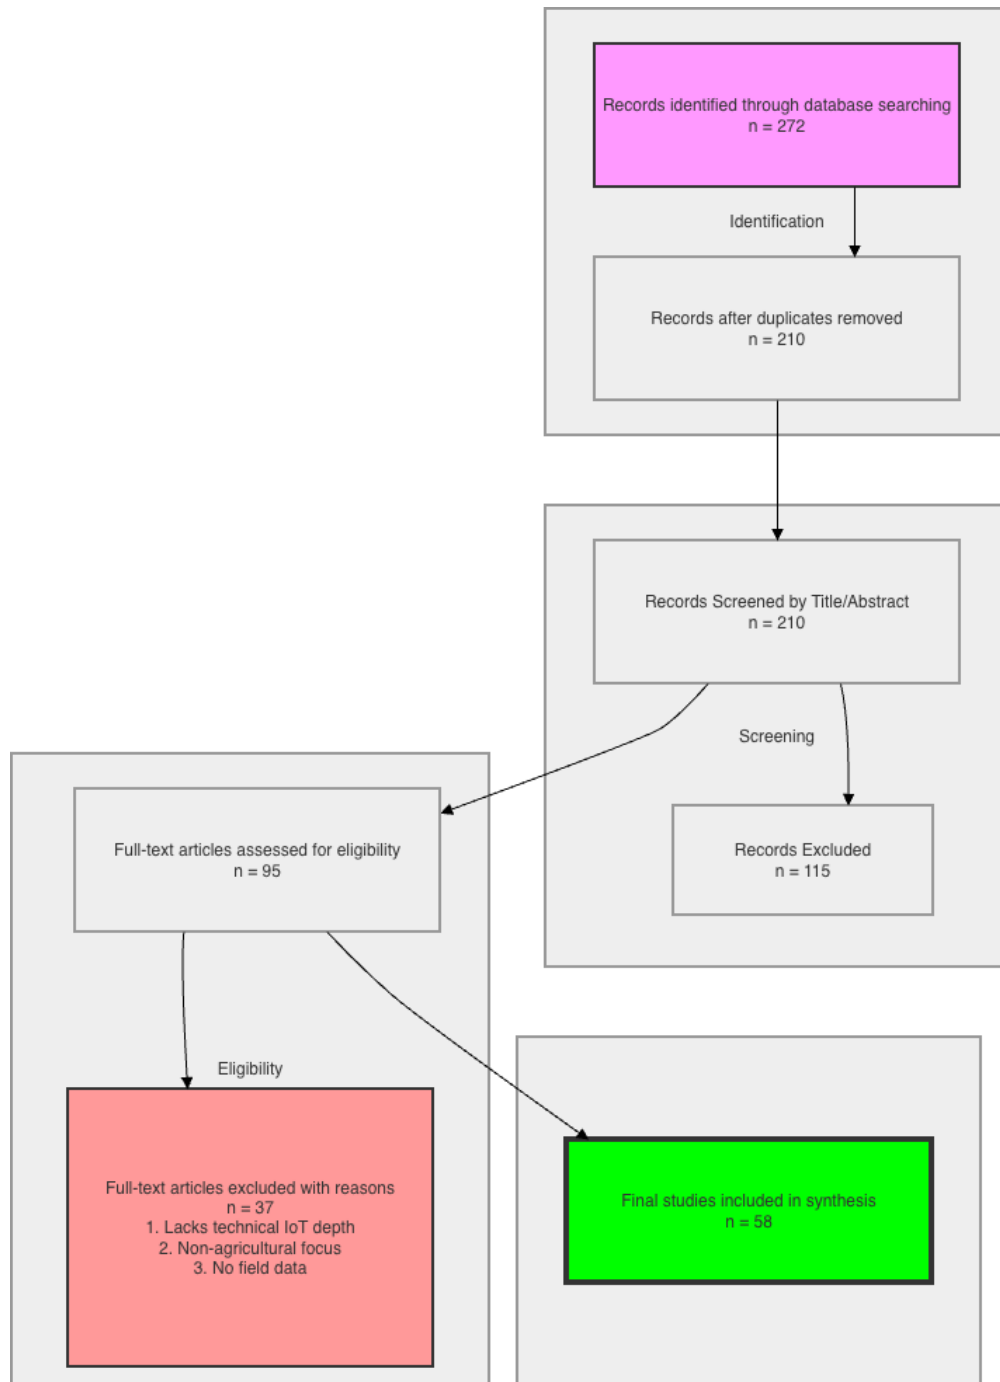 Records identified through database searching
n = 272
Identification
Records after duplicates removed
n = 210
Records Screened by Title/Abstract
n = 210
Screening
Records Excluded
n = 115
Full-text articles assessed for eligibility
n = 95
Eligibility
Full-text articles excluded with reasons
n = 37
1. Lacks technical IoT depth
2. Non-agricultural focus
3. No field data
Final studies included in synthesis
n = 58